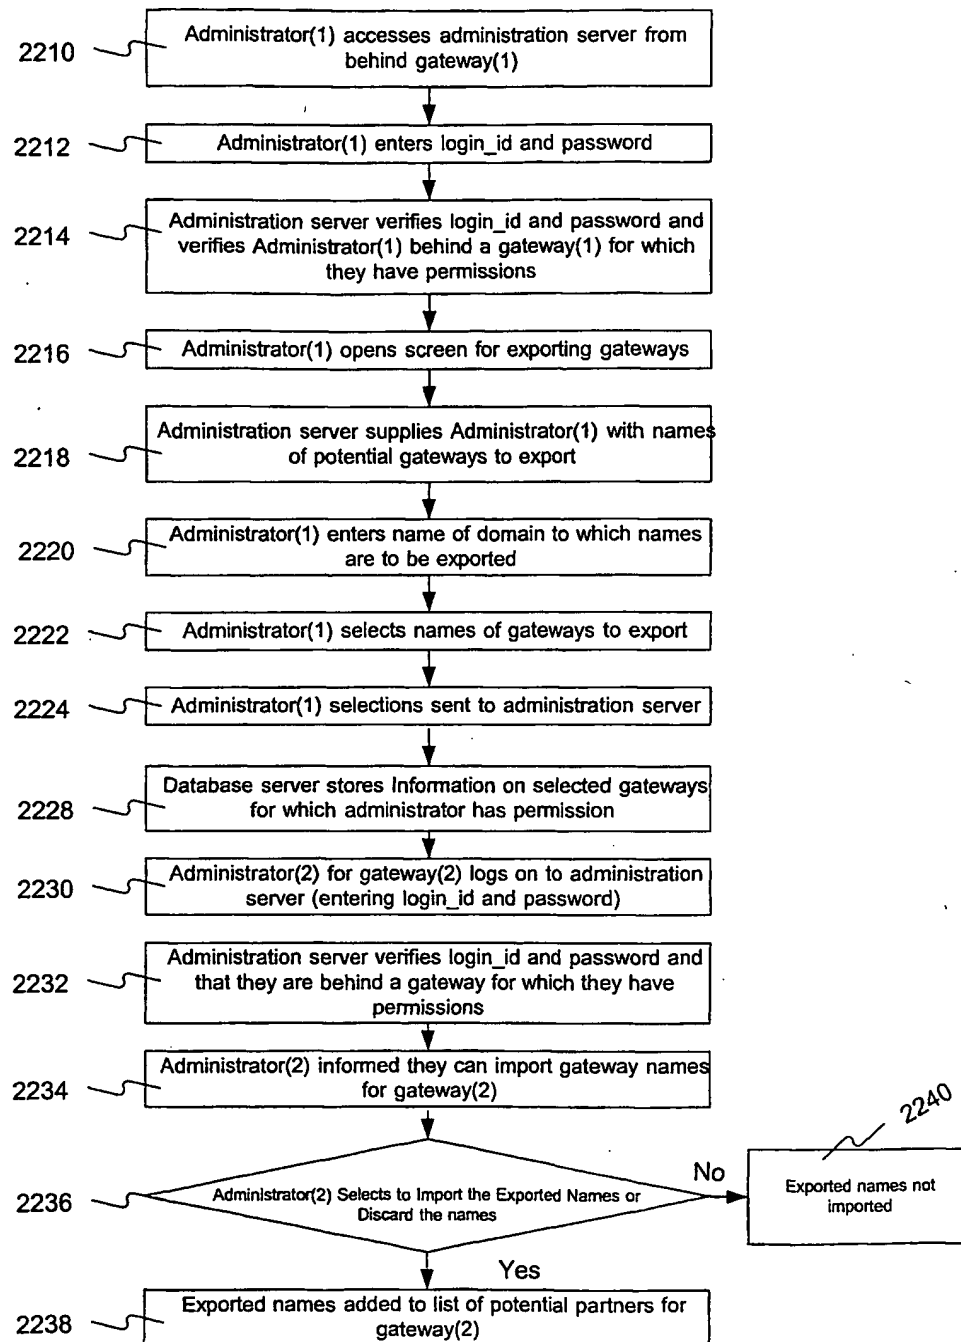 2210
Administrator(1) accesses administration server from
behind gateway(1)
2212
Administrator(1) enters login_id and password
2214
Administration server verifies login_id and password and
verifies Administrator(1) behind a gateway(1) for which
they have permissions
2216
Administrator(1) opens screen for exporting gateways
2218
Administration server supplies Administrator(1) with names
of potential gateways to export
2220
Administrator(1) enters name of domain to which names
are to be exported
2222
Administrator(1) selects names of gateways to export
2224
Administrator(1) selections sent to administration server
2228
Database server stores Information on selected gateways
for which administrator has permission
2230
Administrator(2) for gateway(2) logs on to administration
server (entering login_id and password)
2232
Administration server verifies login_id and password and
that they are behind a gateway for which they have
permissions
2234
Administrator(2) informed they can import gateway names
for gateway(2)
2236
Administrator(2) Selects to Import the Exported Names or
Discard the names
No
2240
Exported names not
imported
Yes
2238
Exported names added to list of potential partners for
gateway(2)